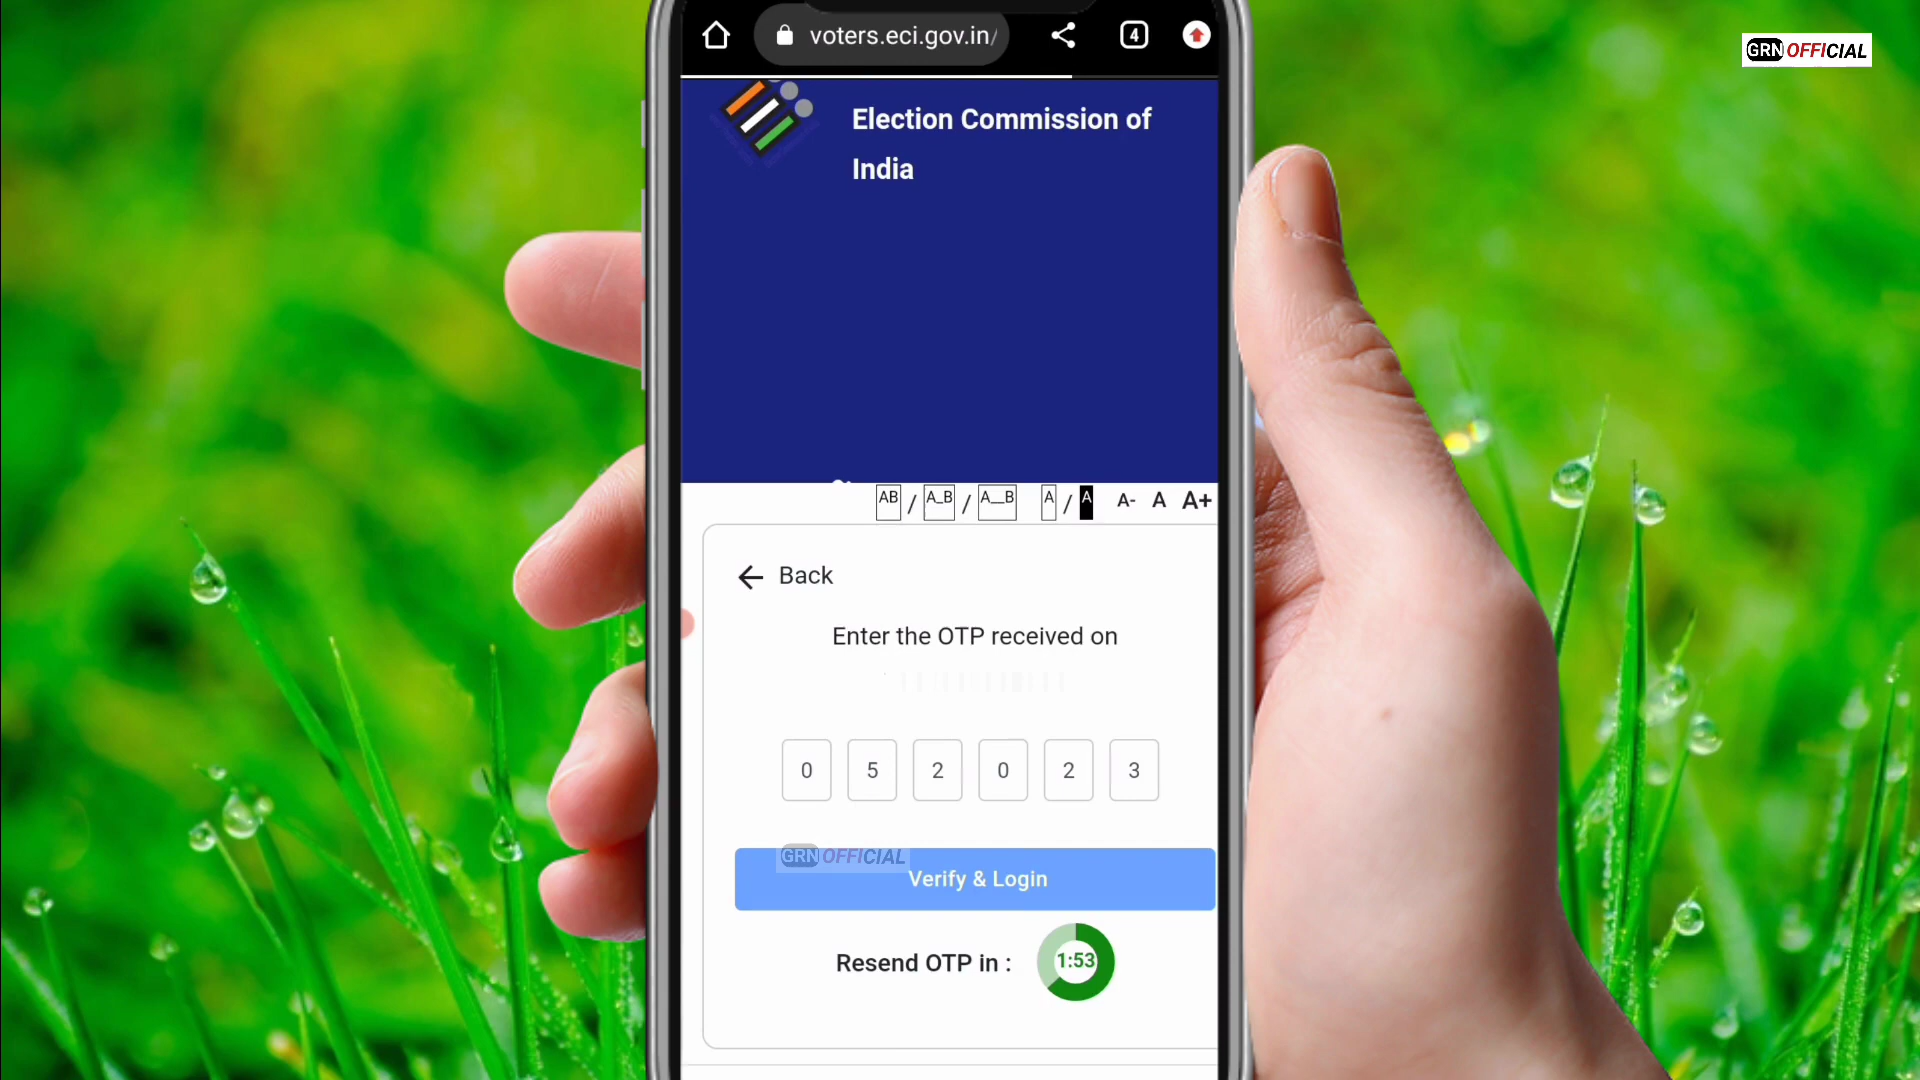 voters.eci.gov.in/
4
GRN OFFICIAL
Election Commission of
India
AB / A_B / A__B A / A A- A A+
Back
Enter the OTP received on
0 5 2 0 2 3
GRN OFFICIAL
Verify & Login
Resend OTP in :
1:53